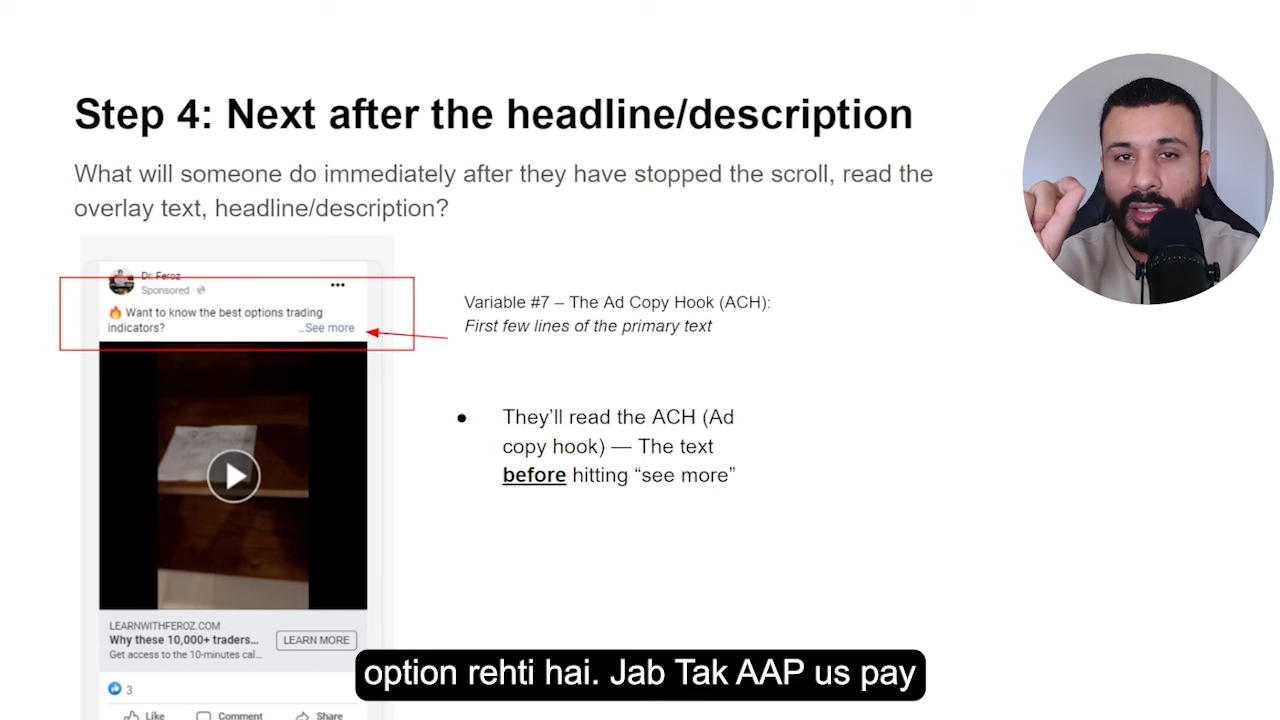 Step 4: Next after the headline/description
What will someone do immediately after they have stopped the scroll, read the
overlay text, headline/description?
Dr. Feroz
Sponsored ·
🔥 Want to know the best options trading
indicators?
...See more
Variable #7 – The Ad Copy Hook (ACH):
First few lines of the primary text
● They’ll read the ACH (Ad
copy hook) — The text
before hitting “see more”
LEARNWITHFEROZ.COM
Why these 10,000+ traders...
Get access to the 10-minutes cal...
LEARN MORE
3
Like Comment Share
option rehti hai. Jab Tak AAP us pay